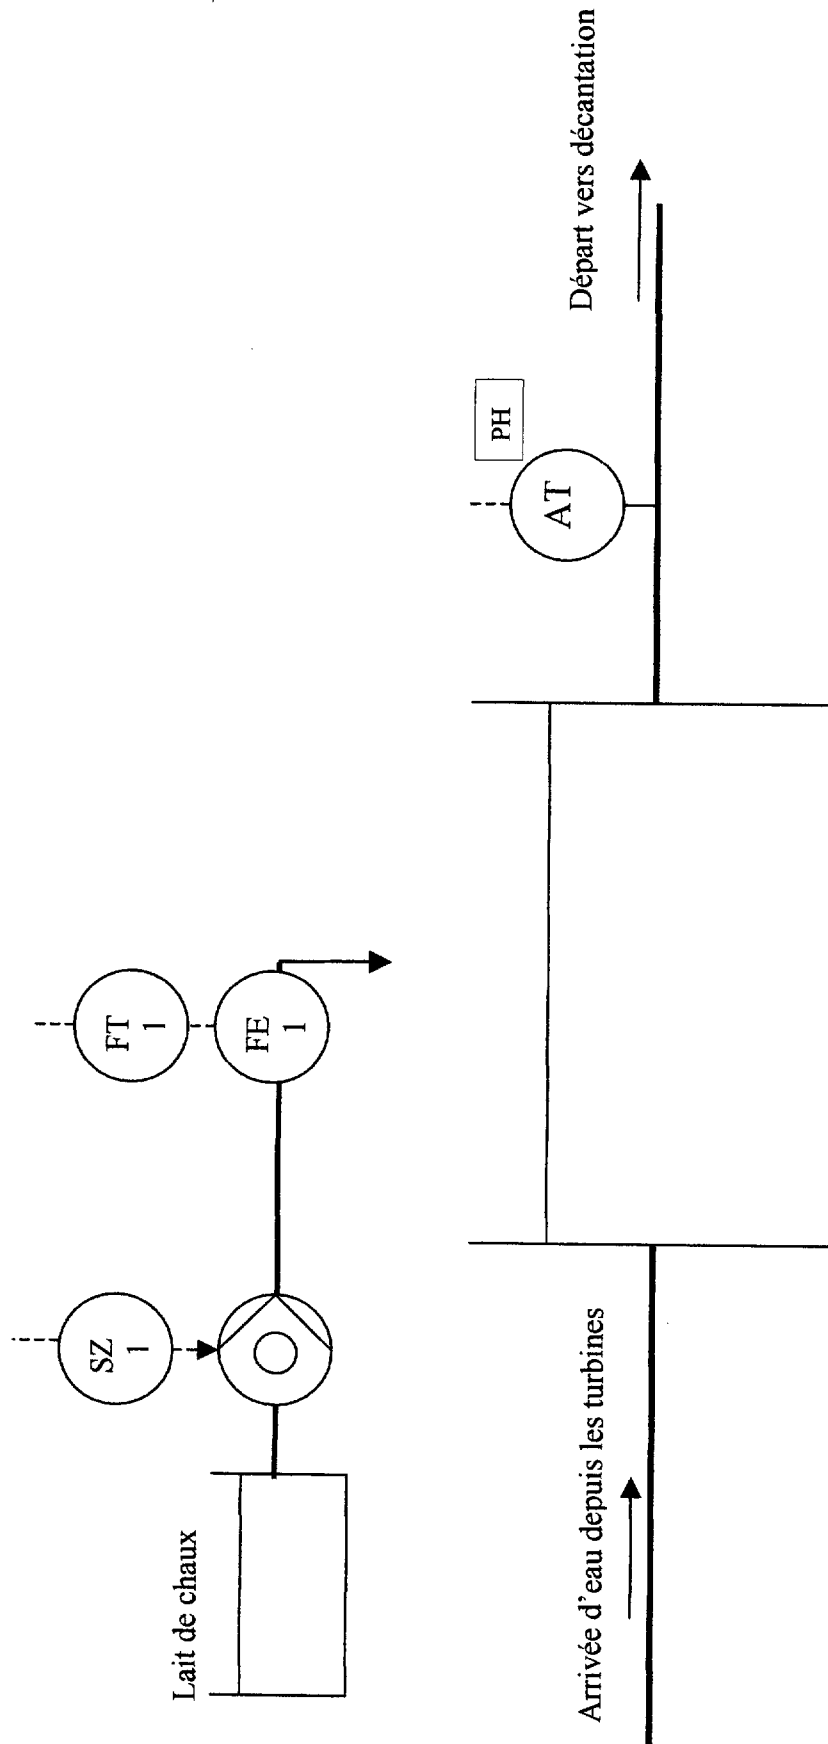 Lait de chaux
SZ
1
FT
1
FE
1
Arrivée d'eau depuis les turbines
PH
AT
Départ vers décantation